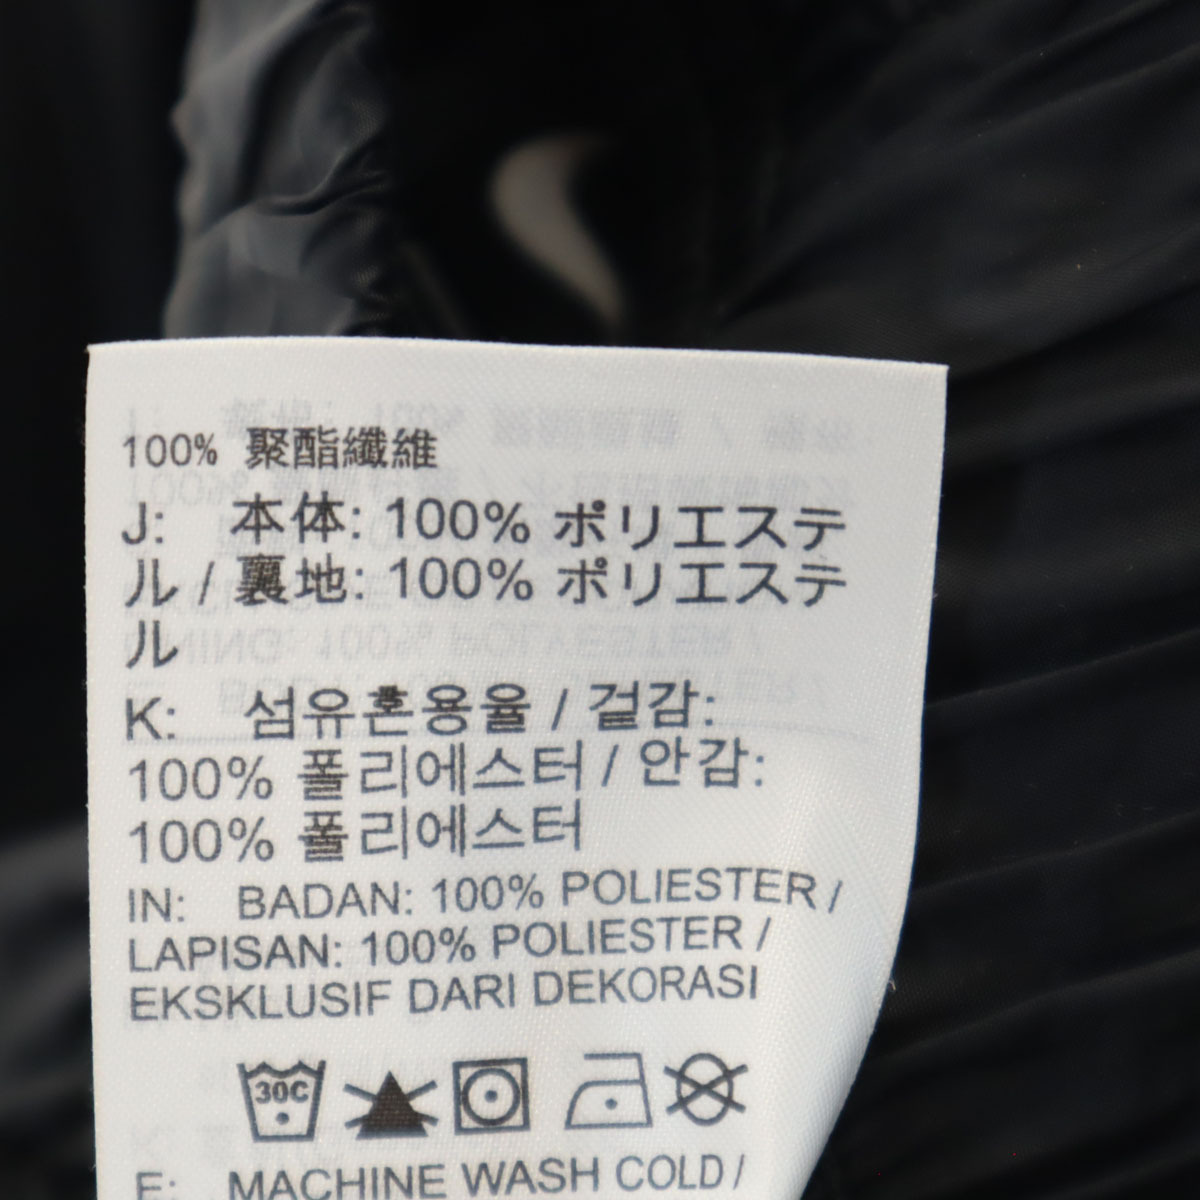 100% 聚酯纖維
J: 本体: 100% ポリエステ
ル / 裏地: 100% ポリエステ
ル
K: 섬유혼용율 / 겉감:
100% 폴리에스터 / 안감:
100% 폴리에스터
IN: BADAN: 100% POLIESTER /
LAPISAN: 100% POLIESTER /
EKSKLUSIF DARI DEKORASI
30C
E: MACHINE WASH COLD /